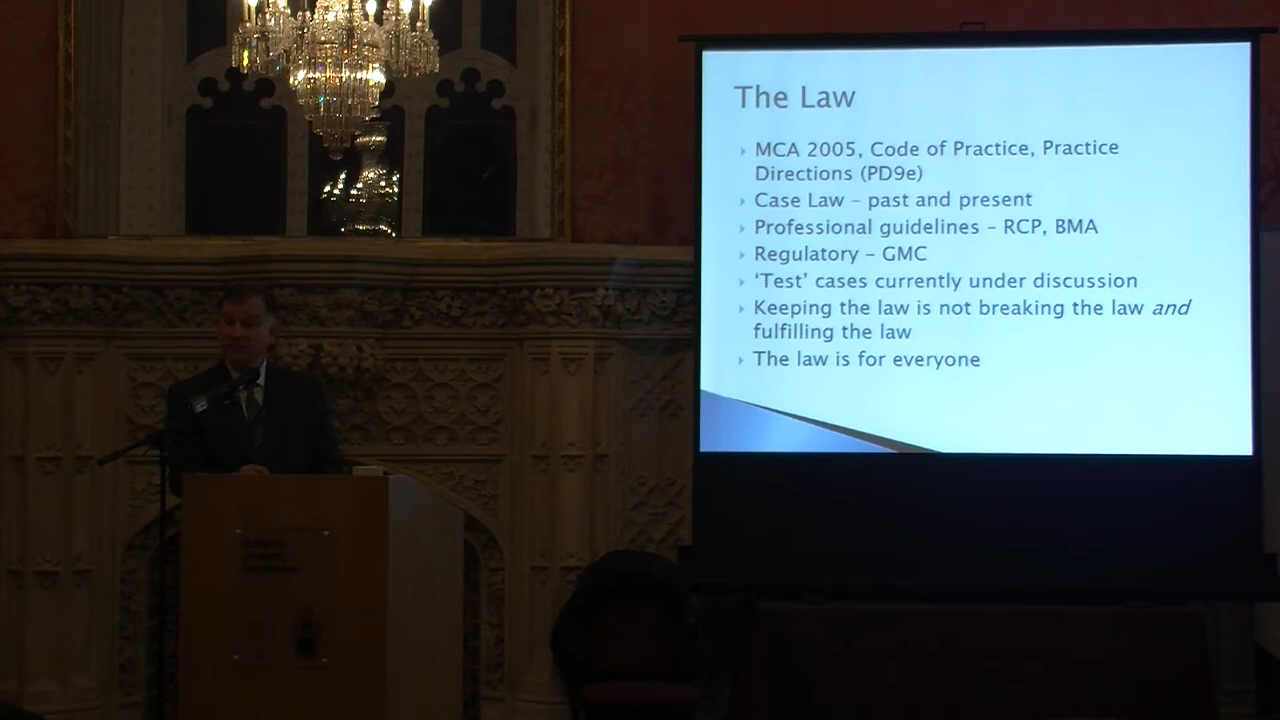 The Law
MCA 2005, Code of Practice, Practice
Directions (PD9e)
Case Law – past and present
Professional guidelines – RCP, BMA
Regulatory – GMC
‘Test’ cases currently under discussion
Keeping the law is not breaking the law and
fulfilling the law
The law is for everyone